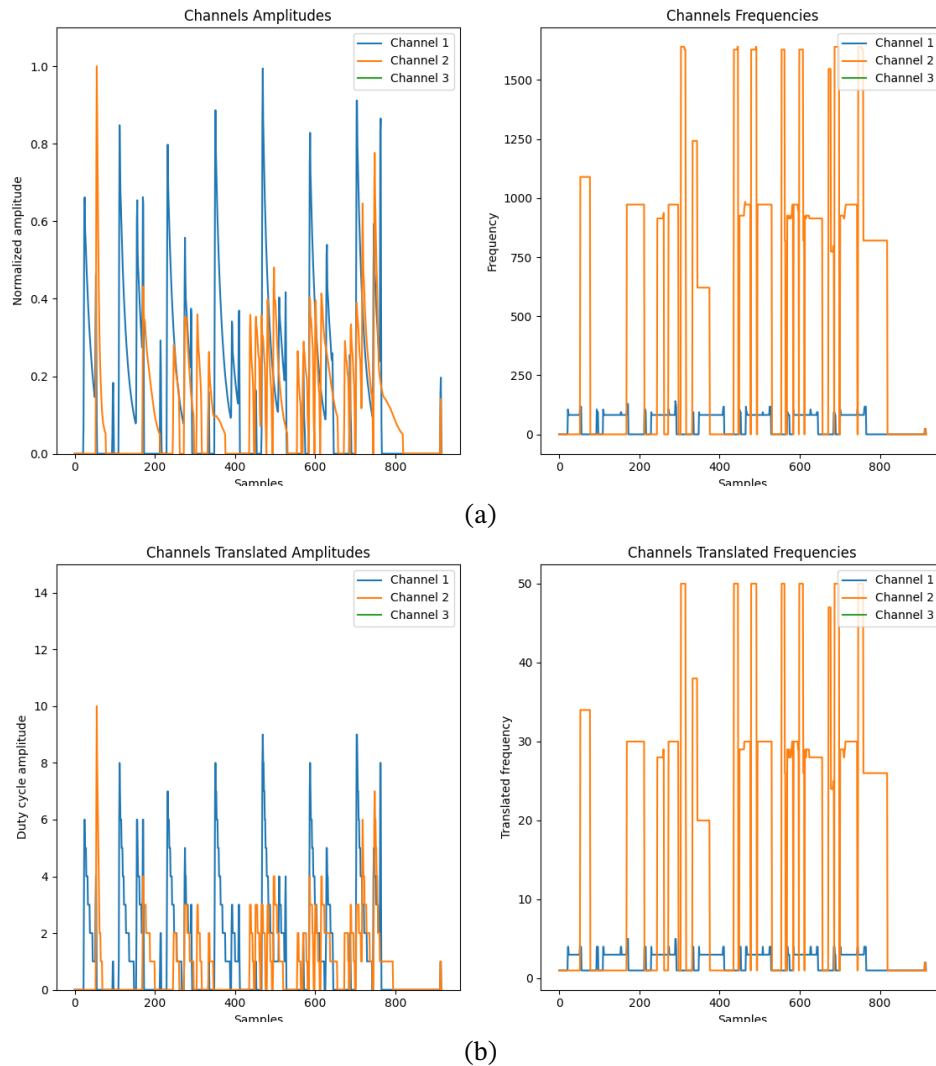 Channels Amplitudes
Normalized amplitude
1.0
0.8
0.6
0.4
0.2
0.0
0
200
400
600
800
Samples
Channel 1
Channel 2
Channel 3
Channels Frequencies
Frequency
1500
1250
1000
750
500
250
0
0
200
400
600
800
Samples
Channel 1
Channel 2
Channel 3
(a)
Channels Translated Amplitudes
Duty cycle amplitude
14
12
10
8
6
4
2
0
0
200
400
600
800
Samples
Channel 1
Channel 2
Channel 3
Channels Translated Frequencies
Translated frequency
50
40
30
20
10
0
0
200
400
600
800
Samples
Channel 1
Channel 2
Channel 3
(b)